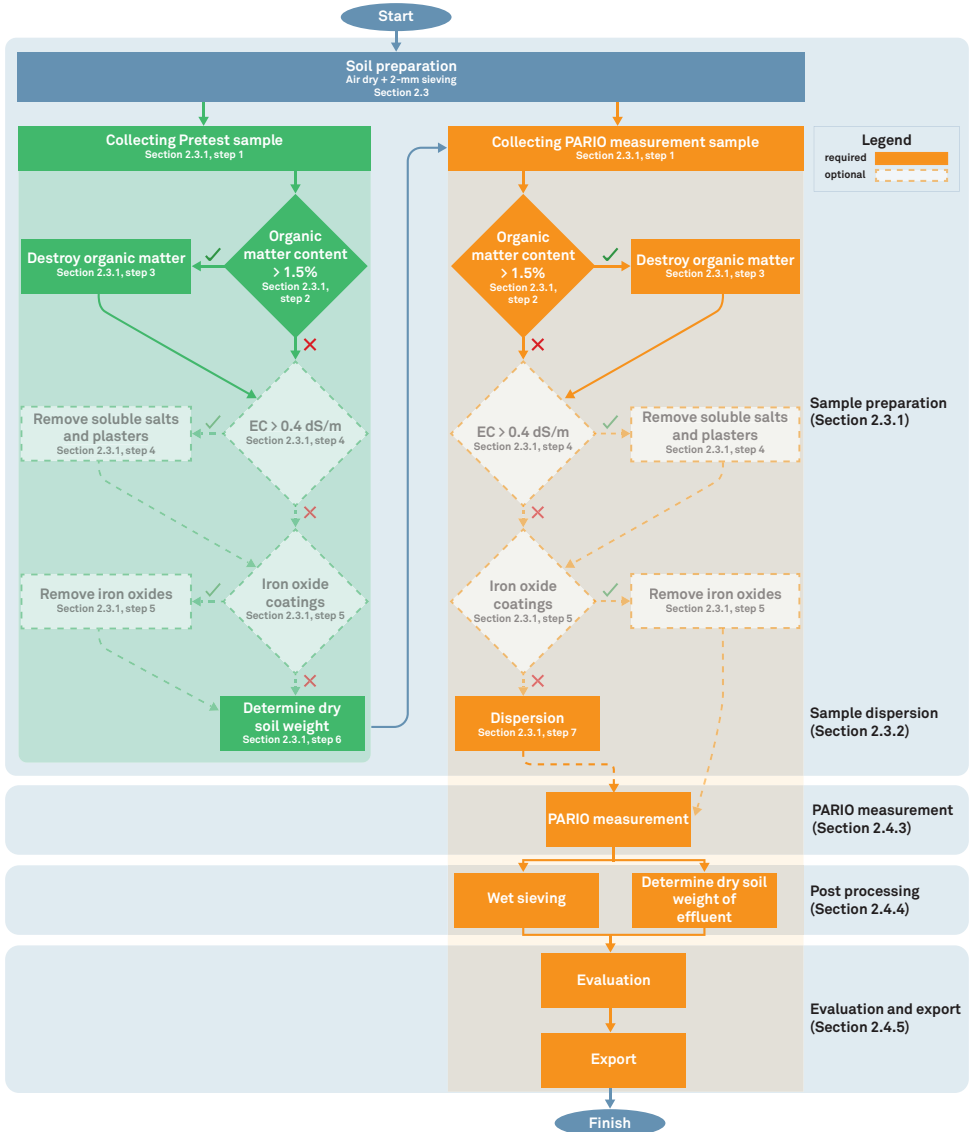 Start
Soil preparation
Air dry + 2-mm sieving
Section 2.3
Collecting Pretest sample
Section 2.3.1, step 1
Collecting PARIO measurement sample
Section 2.3.1, step 1
Legend
required
optional
Organic
matter content
> 1.5%
Section 2.3.1,
step 2
Destroy organic matter
Section 2.3.1, step 3
Organic
matter content
> 1.5%
Section 2.3.1,
step 2
Destroy organic matter
Section 2.3.1, step 3
Remove soluble salts
and plasters
Section 2.3.1, step 4
EC > 0.4 dS/m
Section 2.3.1, step 4
EC > 0.4 dS/m
Section 2.3.1, step 4
Remove soluble salts
and plasters
Section 2.3.1, step 4
Sample preparation
(Section 2.3.1)
Remove iron oxides
Section 2.3.1, step 5
Iron oxide
coatings
Section 2.3.1, step 5
Iron oxide
coatings
Section 2.3.1, step 5
Remove iron oxides
Section 2.3.1, step 5
Determine dry
soil weight
Section 2.3.1, step 6
Dispersion
Section 2.3.1, step 7
Sample dispersion
(Section 2.3.2)
PARIO measurement
PARIO measurement
(Section 2.4.3)
Wet sieving
Determine dry soil
weight of
effluent
Post processing
(Section 2.4.4)
Evaluation
Evaluation and export
(Section 2.4.5)
Export
Finish